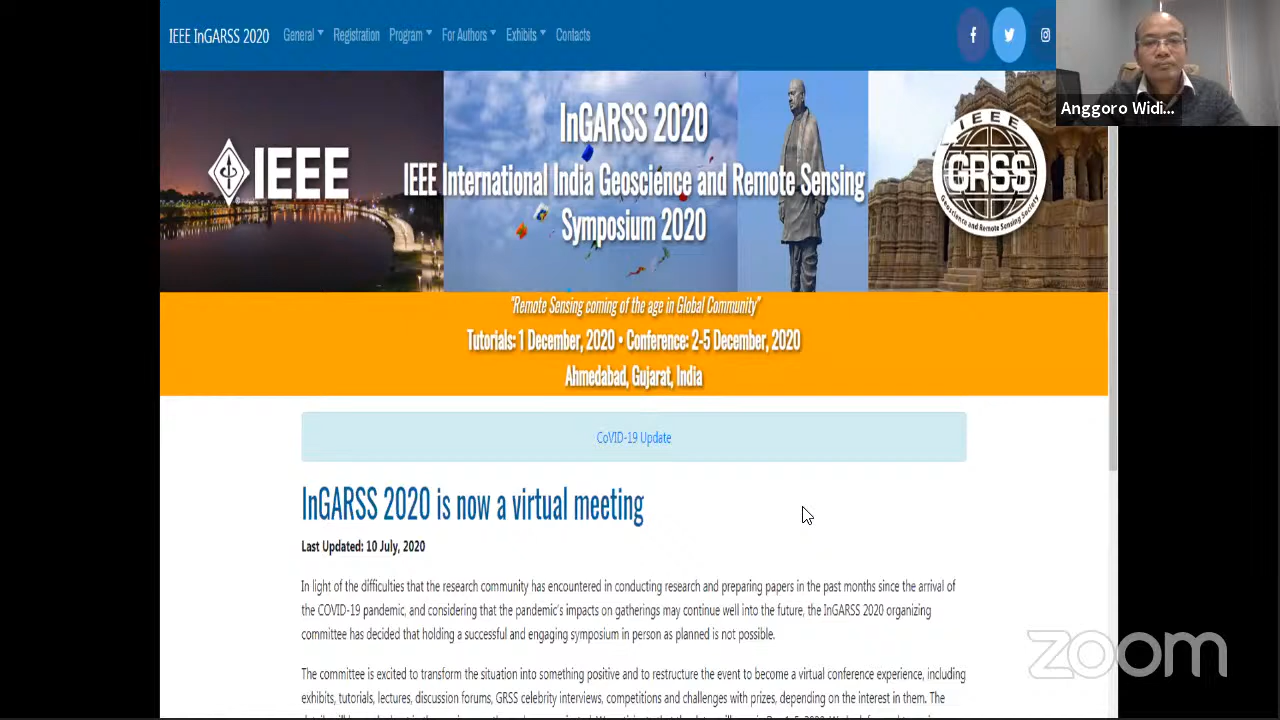 IEEE InGARSS 2020 General Registration Program For Authors Exhibits Contacts
Anggoro Widi...
IEEE
InGARSS 2020
IEEE International India Geoscience and Remote Sensing
Symposium 2020
IEEE
GRSS
Geoscience and Remote Sensing Society
"Remote Sensing coming of the age in Global Community"
Tutorials: 1 December, 2020 • Conference: 2-5 December, 2020
Ahmedabad, Gujarat, India
CoVID-19 Update
InGARSS 2020 is now a virtual meeting
Last Updated: 10 July, 2020
In light of the difficulties that the research community has encountered in conducting research and preparing papers in the past months since the arrival of
the COVID-19 pandemic, and considering that the pandemic's impacts on gatherings may continue well into the future, the InGARSS 2020 organizing
committee has decided that holding a successful and engaging symposium in person as planned is not possible.
The committee is excited to transform the situation into something positive and to restructure the event to become a virtual conference experience, including
exhibits, tutorials, lectures, discussion forums, GRSS celebrity interviews, competitions and challenges with prizes, depending on the interest in them. The
zoom